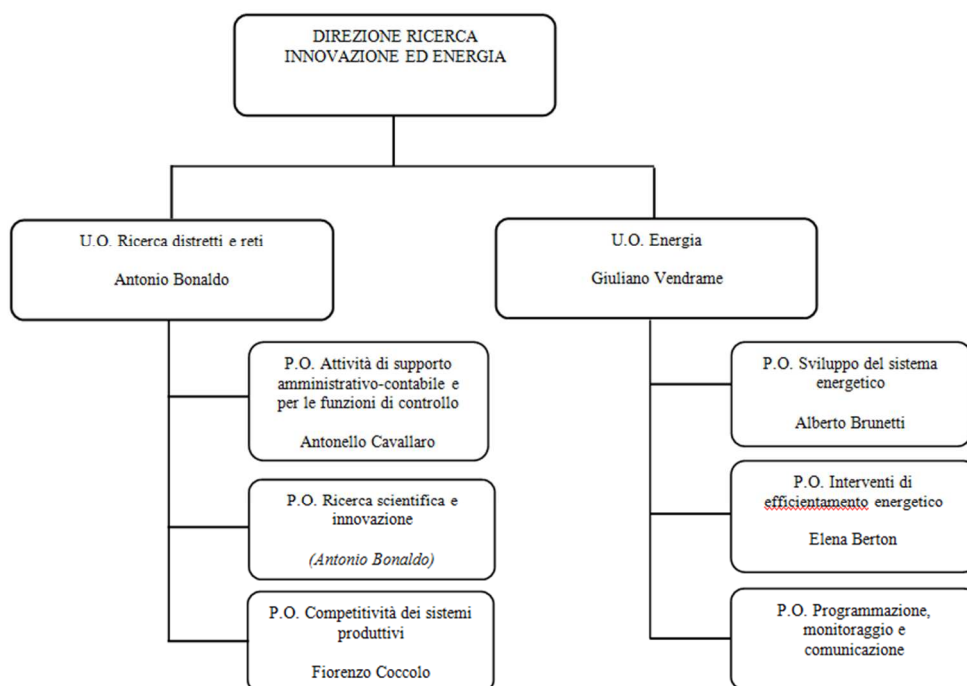 DIREZIONE RICERCA
INNOVAZIONE ED ENERGIA
U.O. Ricerca distretti e reti
Antonio Bonaldo
U.O. Energia
Giuliano Vendrame
P.O. Attività di supporto
amministrativo-contabile e
per le funzioni di controllo
Antonello Cavallaro
P.O. Ricerca scientifica e
innovazione
(Antonio Bonaldo)
P.O. Competitività dei sistemi
produttivi
Fiorenzo Coccolo
P.O. Sviluppo del sistema
energetico
Alberto Brunetti
P.O. Interventi di
efficientamento energetico
Elena Berton
P.O. Programmazione,
monitoraggio e
comunicazione